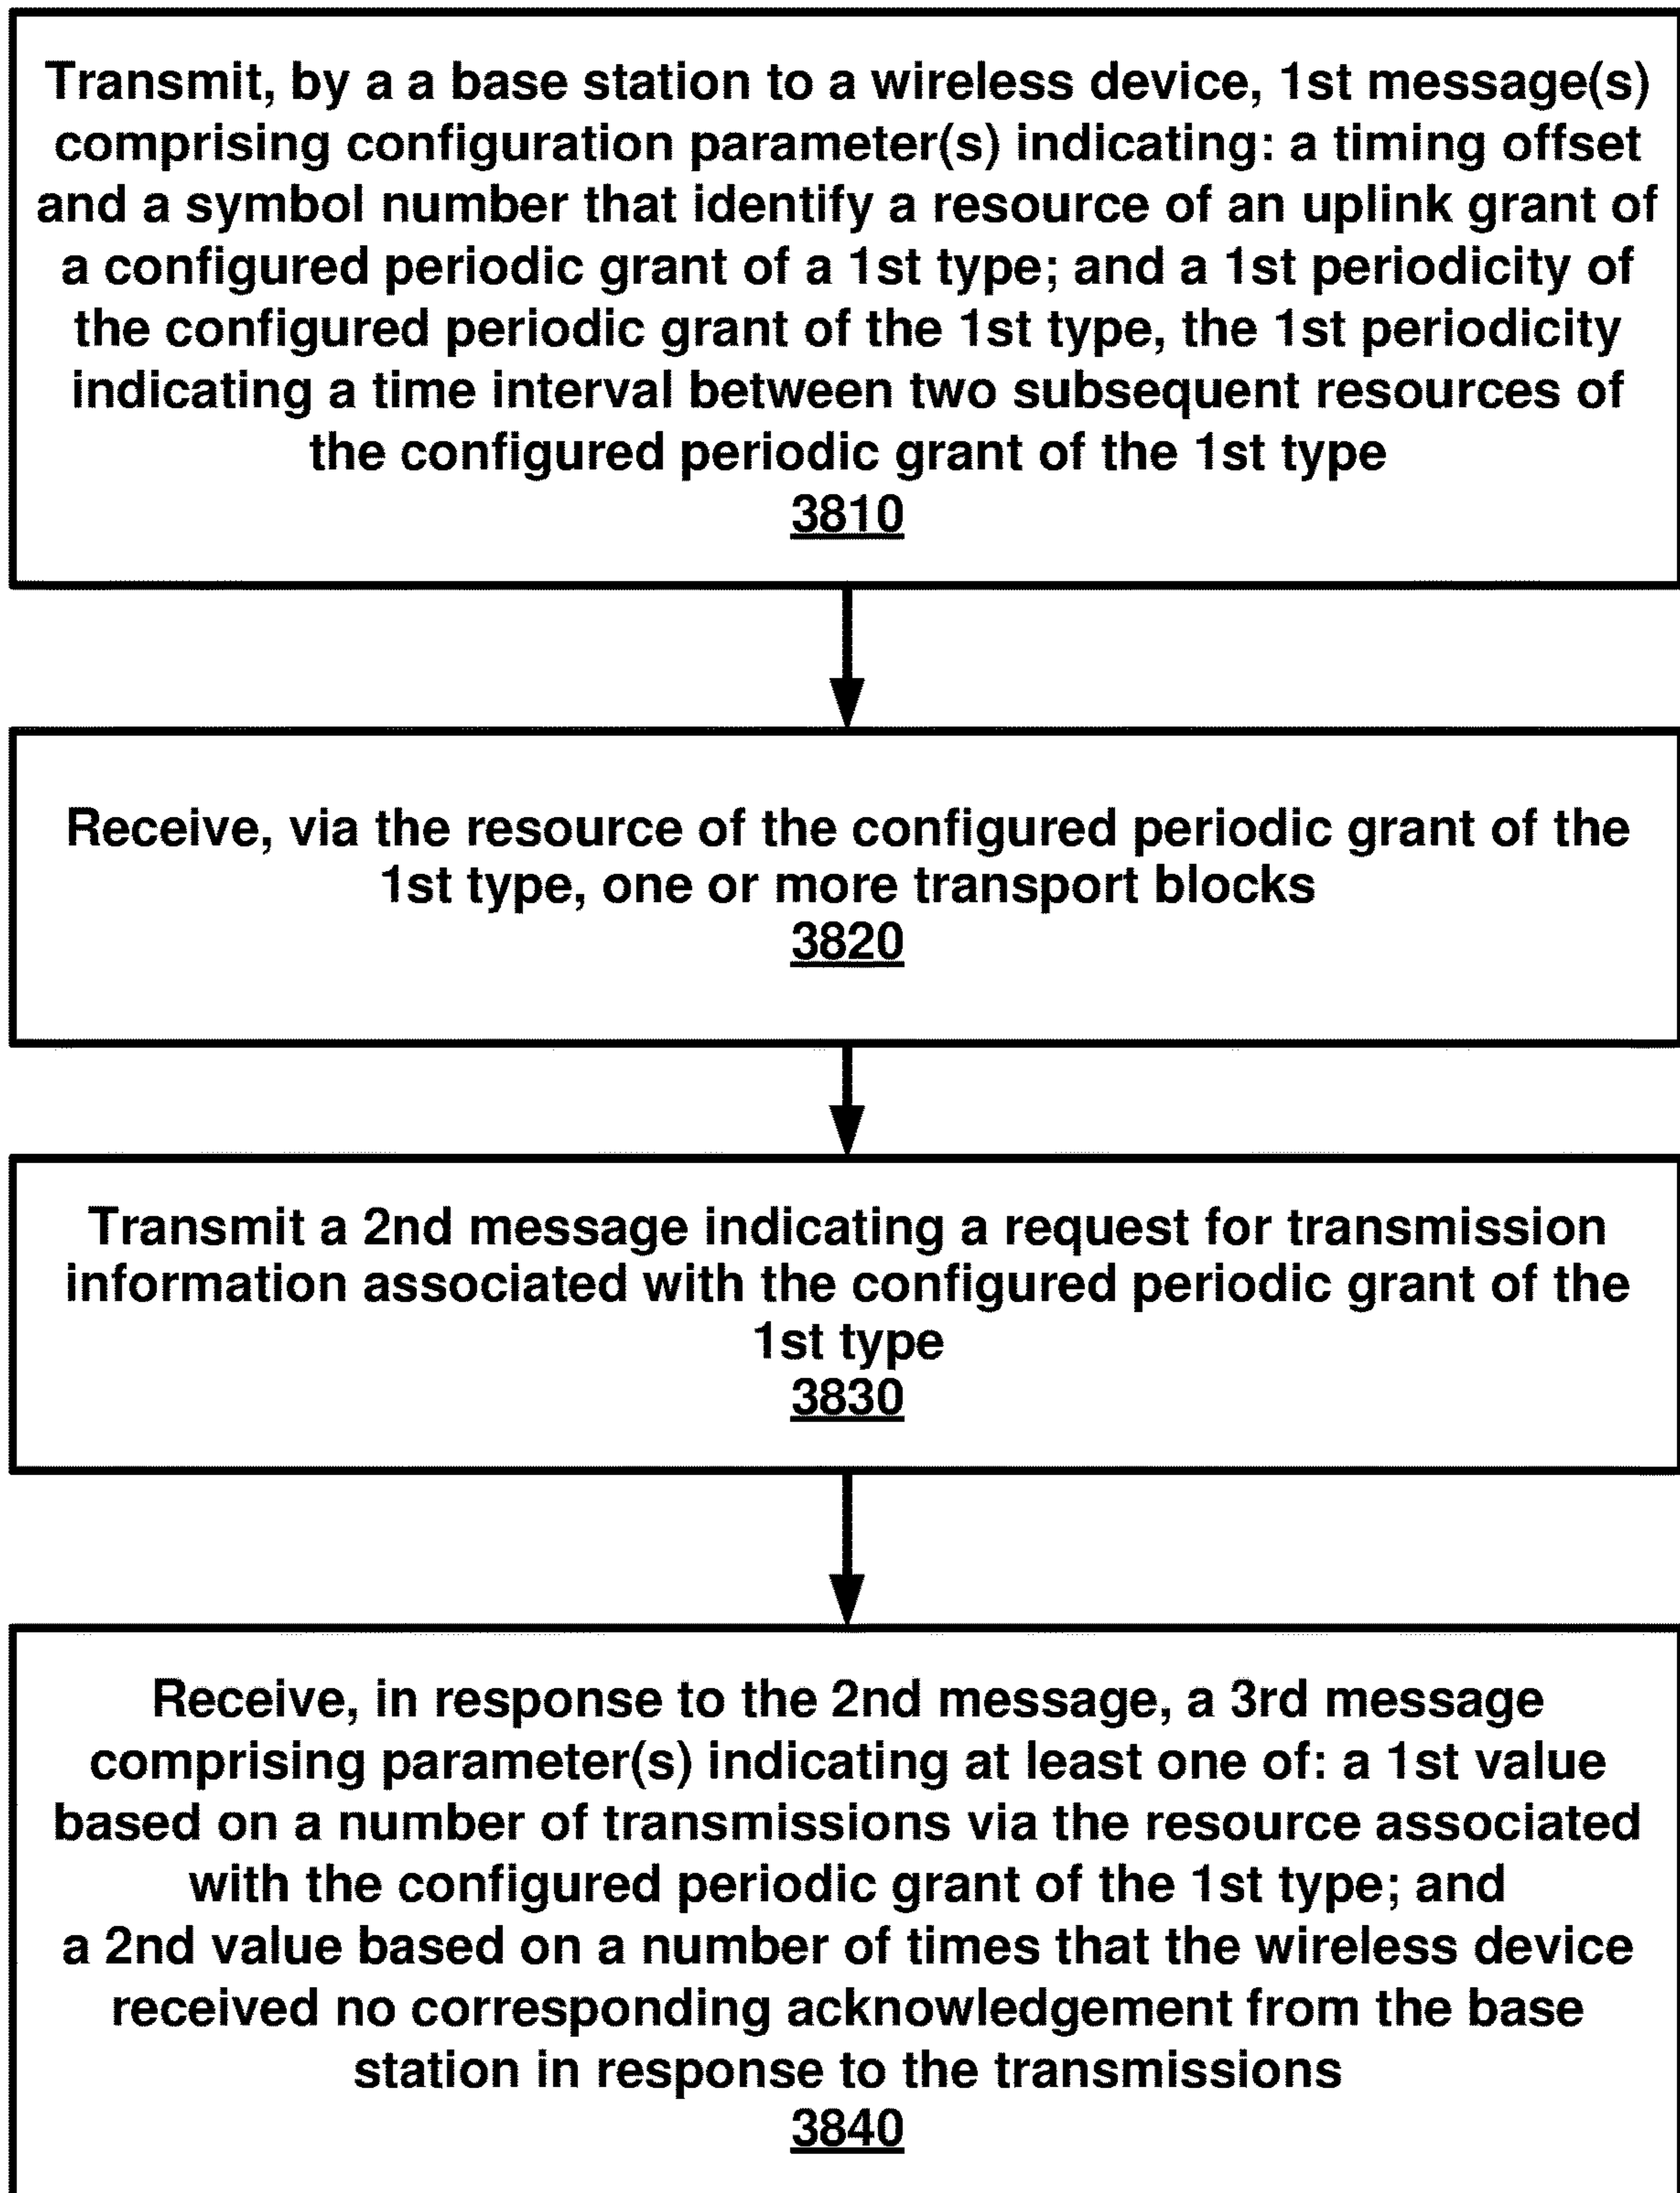 Transmit, by a a base station to a wireless device, 1st message(s)
comprising configuration parameter(s) indicating: a timing offset
and a symbol number that identify a resource of an uplink grant of
a configured periodic grant of a 1st type; and a 1st periodicity of
the configured periodic grant of the 1st type, the 1st periodicity
indicating a time interval between two subsequent resources of
the configured periodic grant of the 1st type
3810
Receive, via the resource of the configured periodic grant of the
1st type, one or more transport blocks
3820
Transmit a 2nd message indicating a request for transmission
information associated with the configured periodic grant of the
1st type
3830
Receive, in response to the 2nd message, a 3rd message
comprising parameter(s) indicating at least one of: a 1st value
based on a number of transmissions via the resource associated
with the configured periodic grant of the 1st type; and
a 2nd value based on a number of times that the wireless device
received no corresponding acknowledgement from the base
station in response to the transmissions
3840